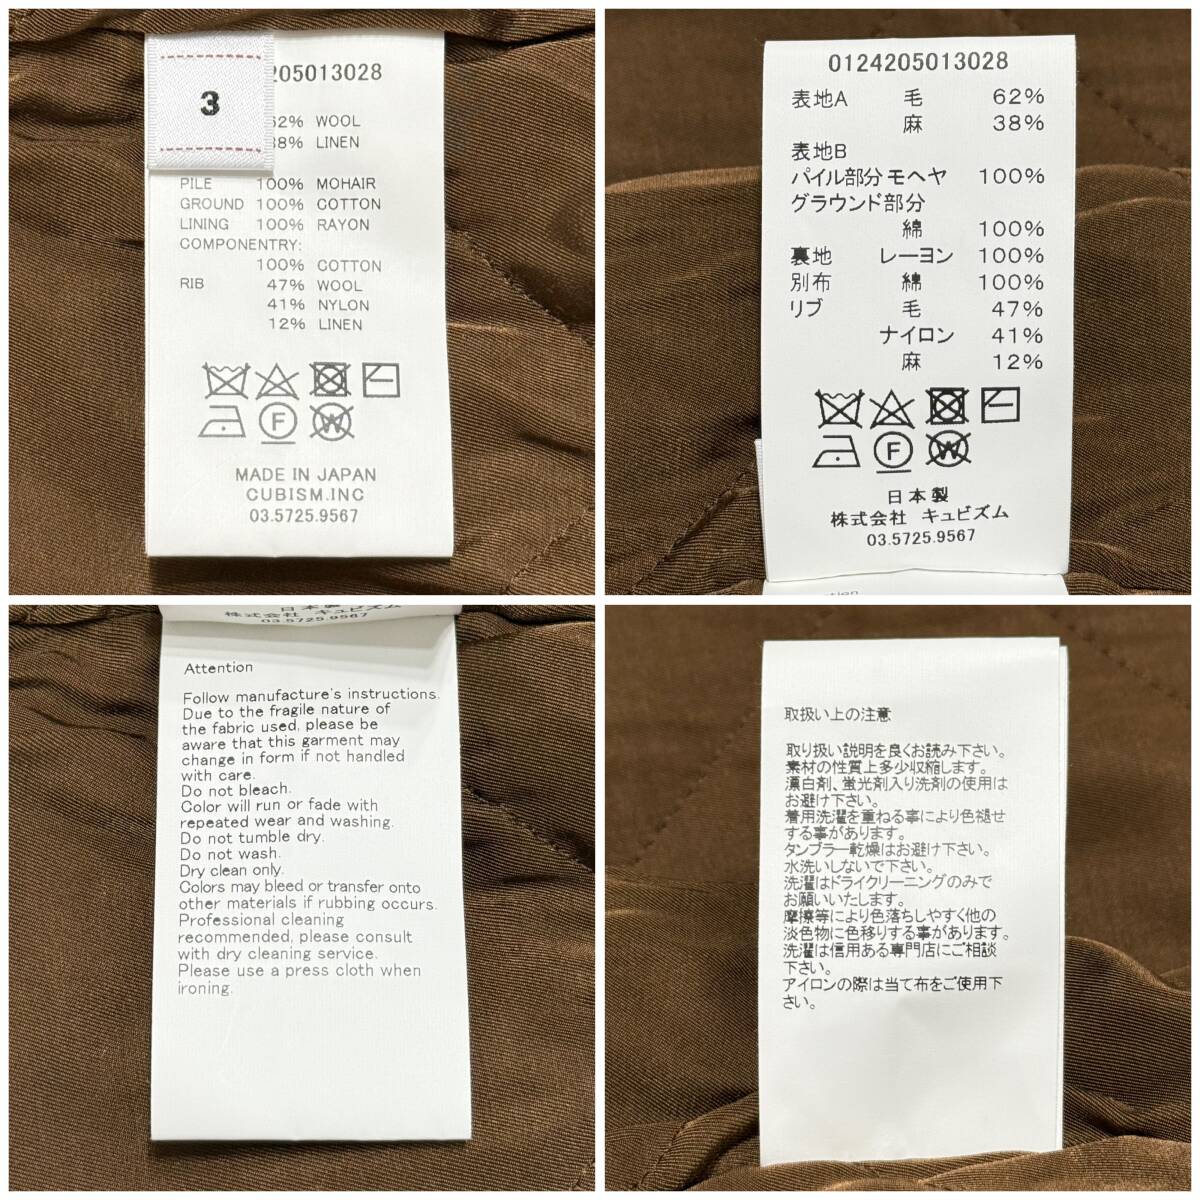 3
205013028
62% WOOL
38% LINEN
PILE 100% MOHAIR
GROUND 100% COTTON
LINING 100% RAYON
COMPONENTRY:
100% COTTON
RIB 47% WOOL
41% NYLON
12% LINEN
F
W
MADE IN JAPAN
CUBISM.INC
03.5725.9567
0124205013028
表地A 毛 62%
麻 38%
表地B
パイル部分 モヘヤ 100%
グラウンド部分
綿 100%
裏地 レーヨン 100%
別布 綿 100%
リブ 毛 47%
ナイロン 41%
麻 12%
F
W
日本製
株式会社 キュビズム
03.5725.9567
日本製
株式会社 キュビズム
03.5725.9567
Attention
Follow manufacture's instructions.
Due to the fragile nature of
the fabric used, please be
aware that this garment may
change in form if not handled
with care.
Do not bleach.
Color will run or fade with
repeated wear and washing.
Do not tumble dry.
Do not wash.
Dry clean only.
Colors may bleed or transfer onto
other materials if rubbing occurs.
Professional cleaning
recommended, please consult
with dry cleaning service.
Please use a press cloth when
ironing.
取扱い上の注意
取り扱い説明を良くお読み下さい。
素材の性質上多少収縮します。
漂白剤、蛍光剤入り洗剤の使用は
お避け下さい。
着用洗濯を重ねる事により色褪せ
する事があります。
タンブラー乾燥はお避け下さい。
水洗いしないで下さい。
洗濯はドライクリーニングのみで
お願いいたします。
摩擦等により色落ちしやすく他の
淡色物に色移りする事があります。
洗濯は信用ある専門店にご相談
下さい。
アイロンの際は当て布をご使用下
さい。